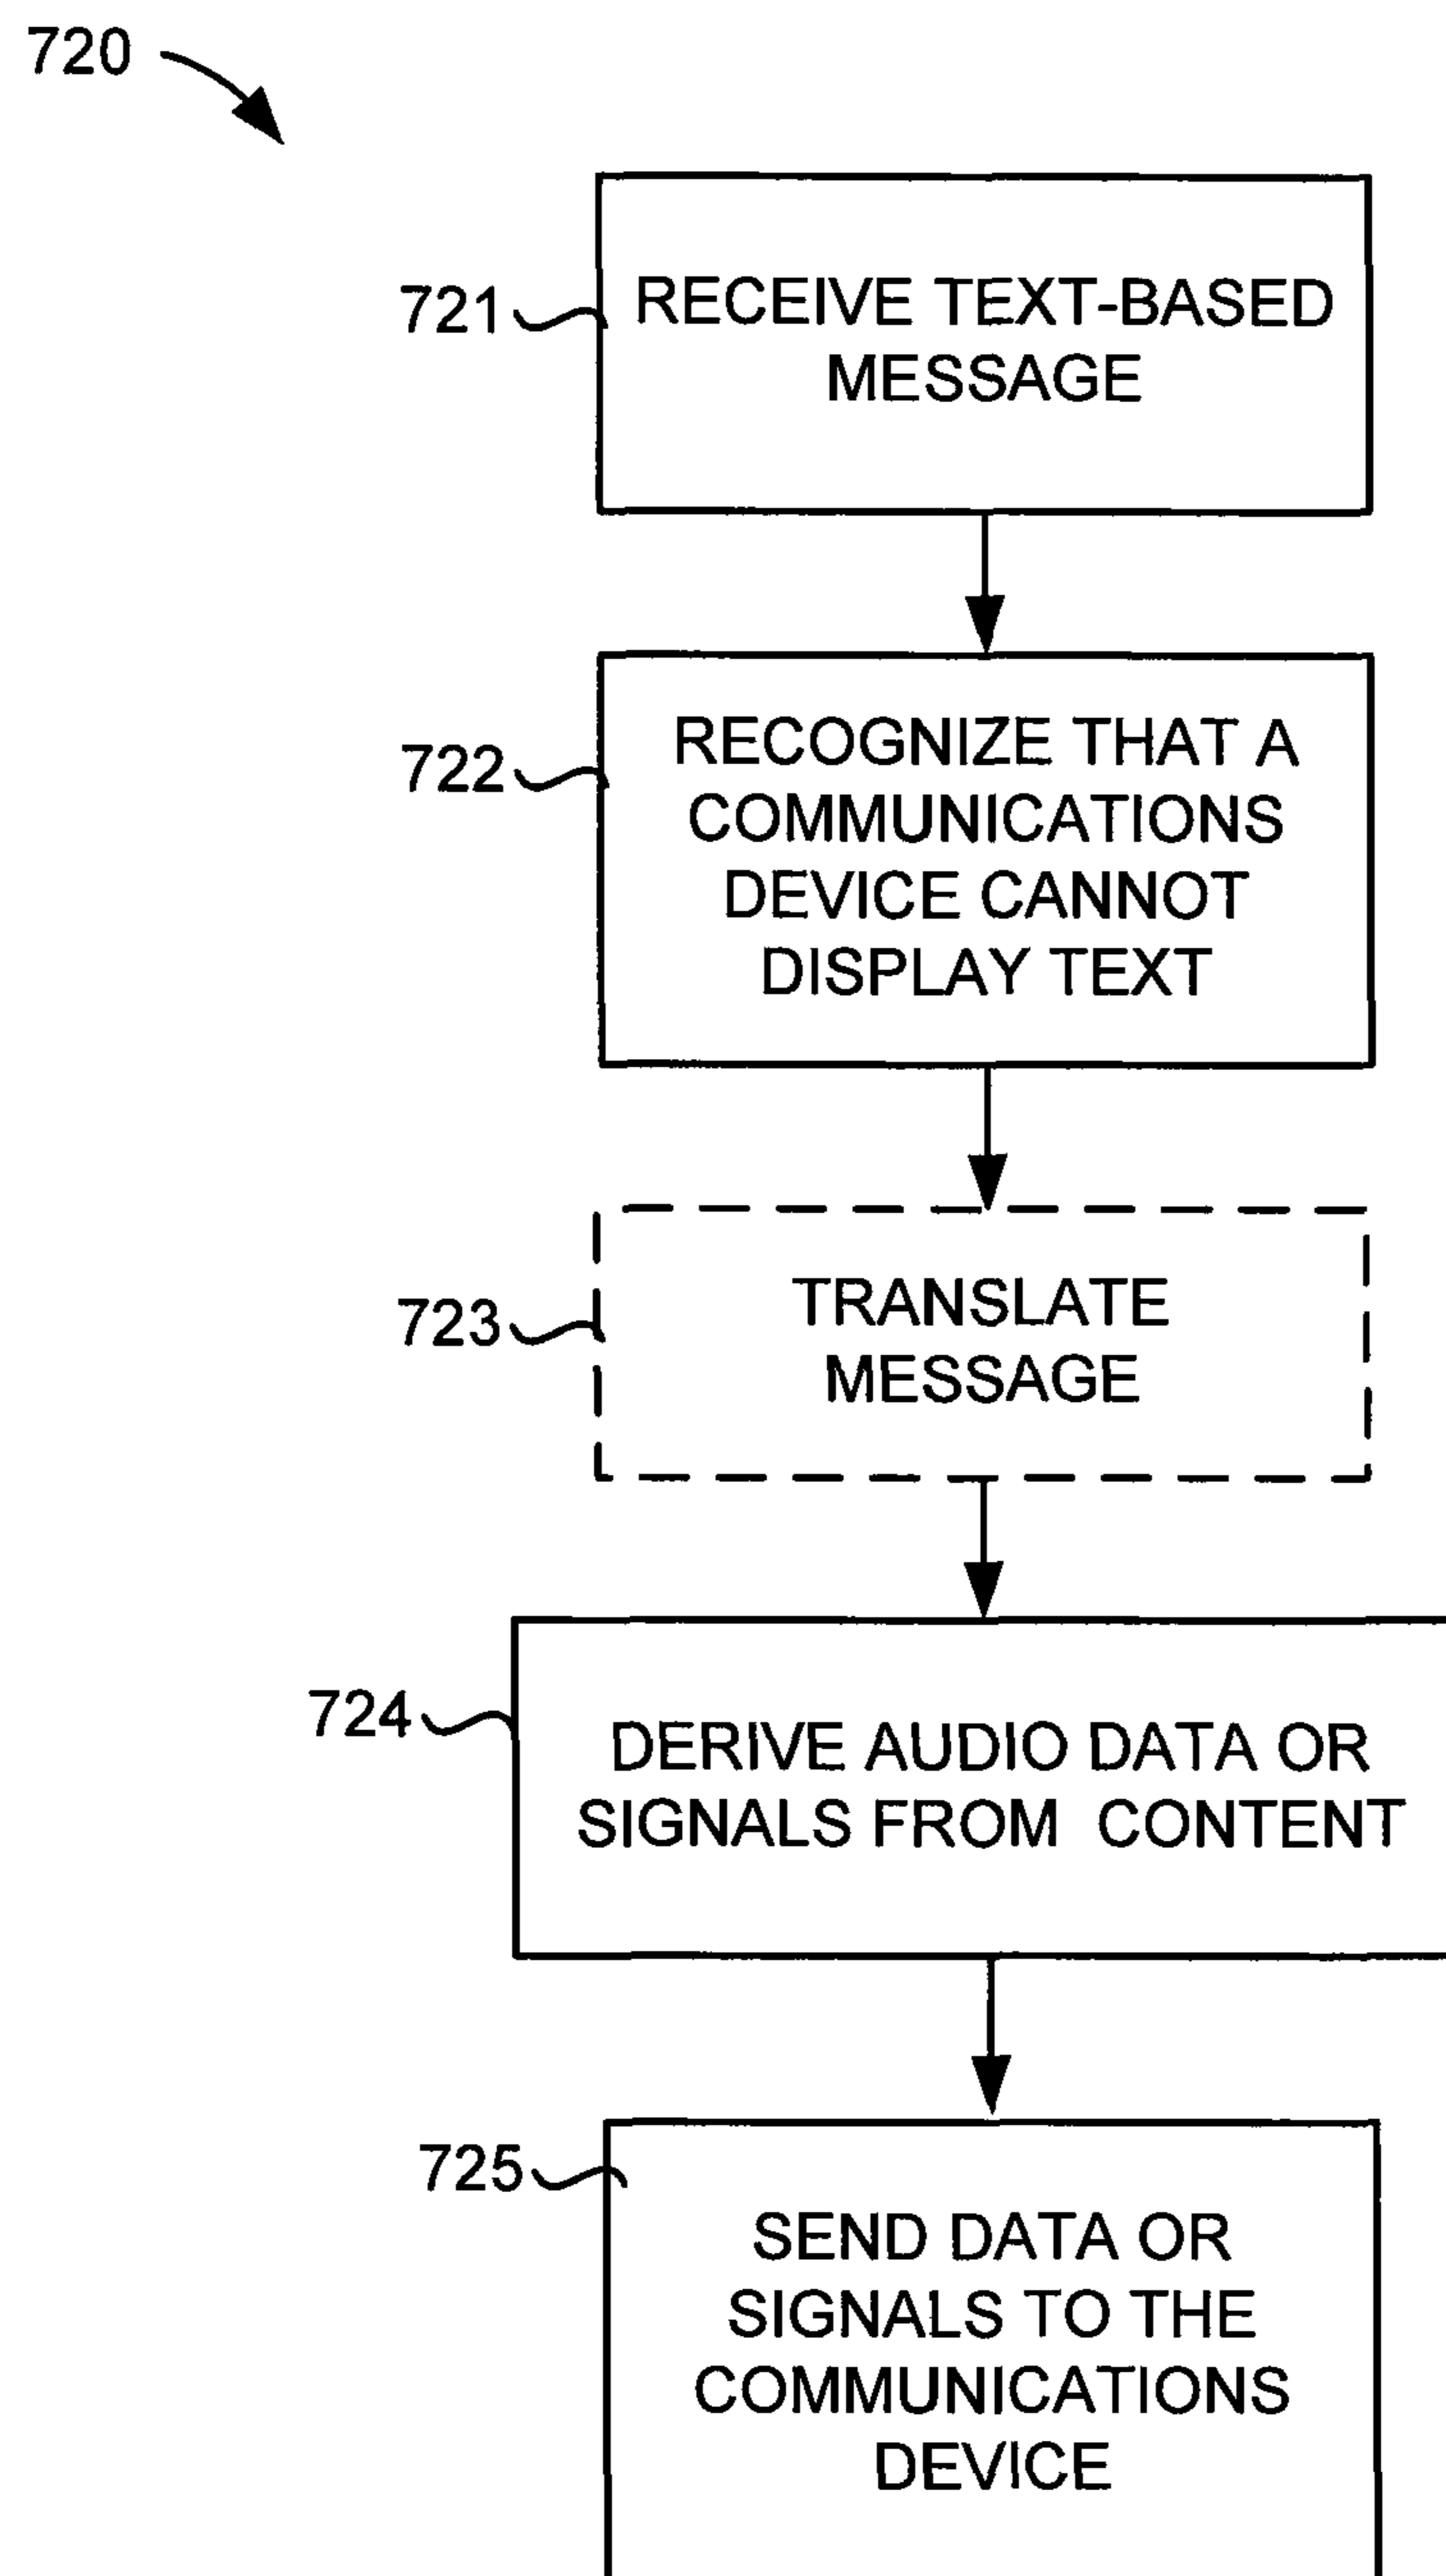 720
721
RECEIVE TEXT-BASED
MESSAGE
722
RECOGNIZE THAT A
COMMUNICATIONS
DEVICE CANNOT
DISPLAY TEXT
723
TRANSLATE
MESSAGE
724
DERIVE AUDIO DATA OR
SIGNALS FROM CONTENT
725
SEND DATA OR
SIGNALS TO THE
COMMUNICATIONS
DEVICE